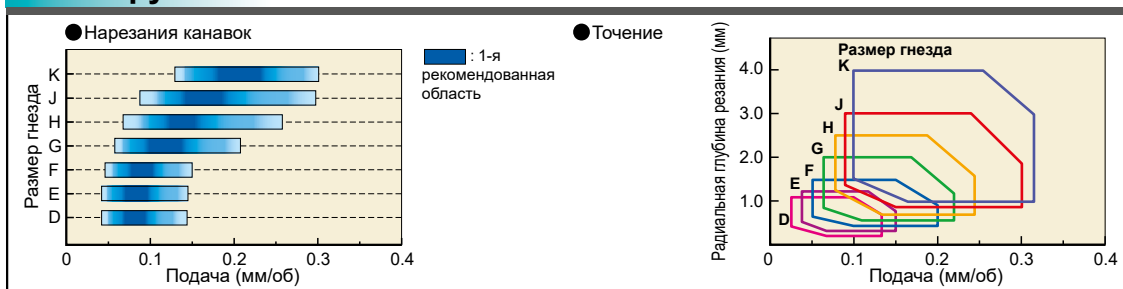 ●Нарезания канавок
Размер гнезда
K
J
H
G
F
E
D
0 0.1 0.2 0.3 0.4
Подача (мм/об)
: 1-я
рекомендованная
область
●Точение
Радиальная глубина резания (мм)
Размер гнезда
K
J
H
G
F
E
D
4.0
3.0
2.0
1.0
0 0.1 0.2 0.3 0.4
Подача (мм/об)